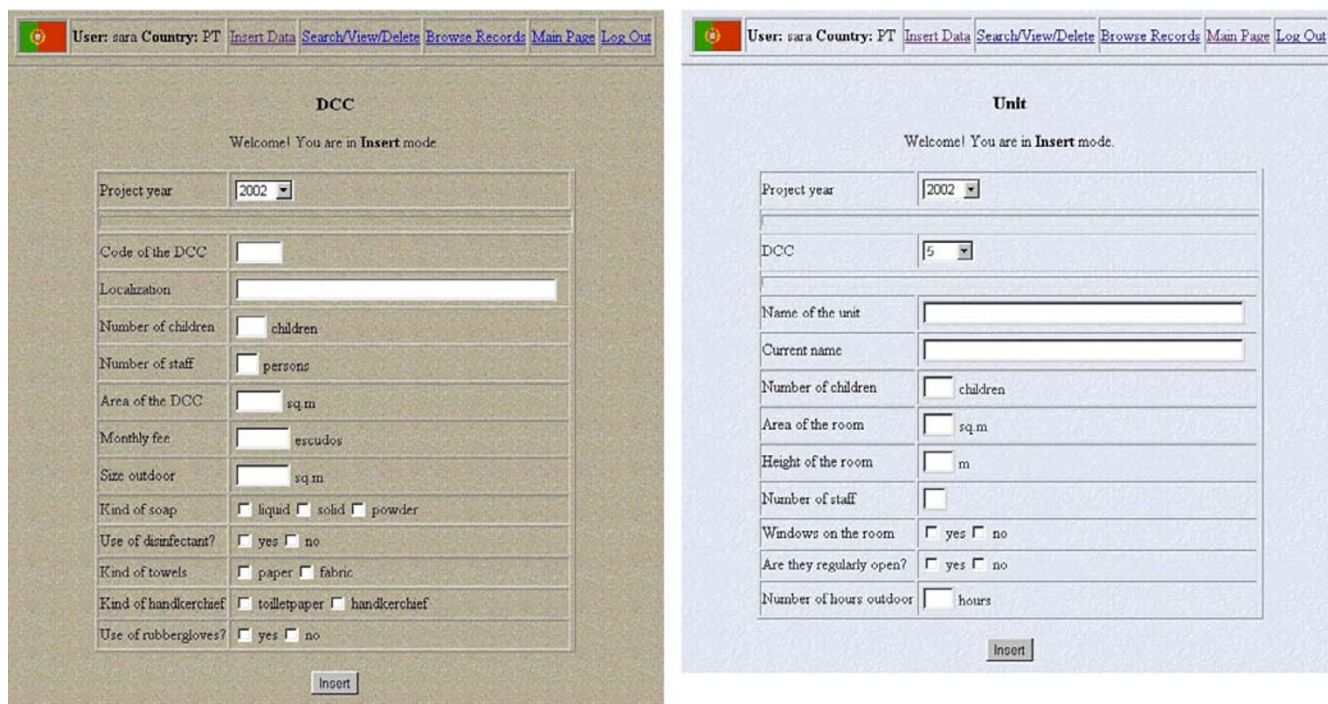 User: sara Country: PT Insert Data Search/View/Delete Browse Records Main Page Log Out
DCC
Welcome! You are in Insert mode
Project year 2002
Code of the DCC
Localization
Number of children children
Number of staff persons
Area of the DCC sq.m
Monthly fee escudos
Size outdoor sq.m
Kind of soap liquid solid powder
Use of disinfectant? yes no
Kind of towels paper fabric
Kind of handkerchief toilletpaper handkerchief
Use of rubbergloves? yes no
Insert
User: sara Country: PT Insert Data Search/View/Delete Browse Records Main Page Log Out
Unit
Welcome! You are in Insert mode.
Project year 2002
DCC 5
Name of the unit
Current name
Number of children children
Area of the room sq.m
Height of the room m
Number of staff
Windows on the room yes no
Are they regularly open? yes no
Number of hours outdoor hours
Insert